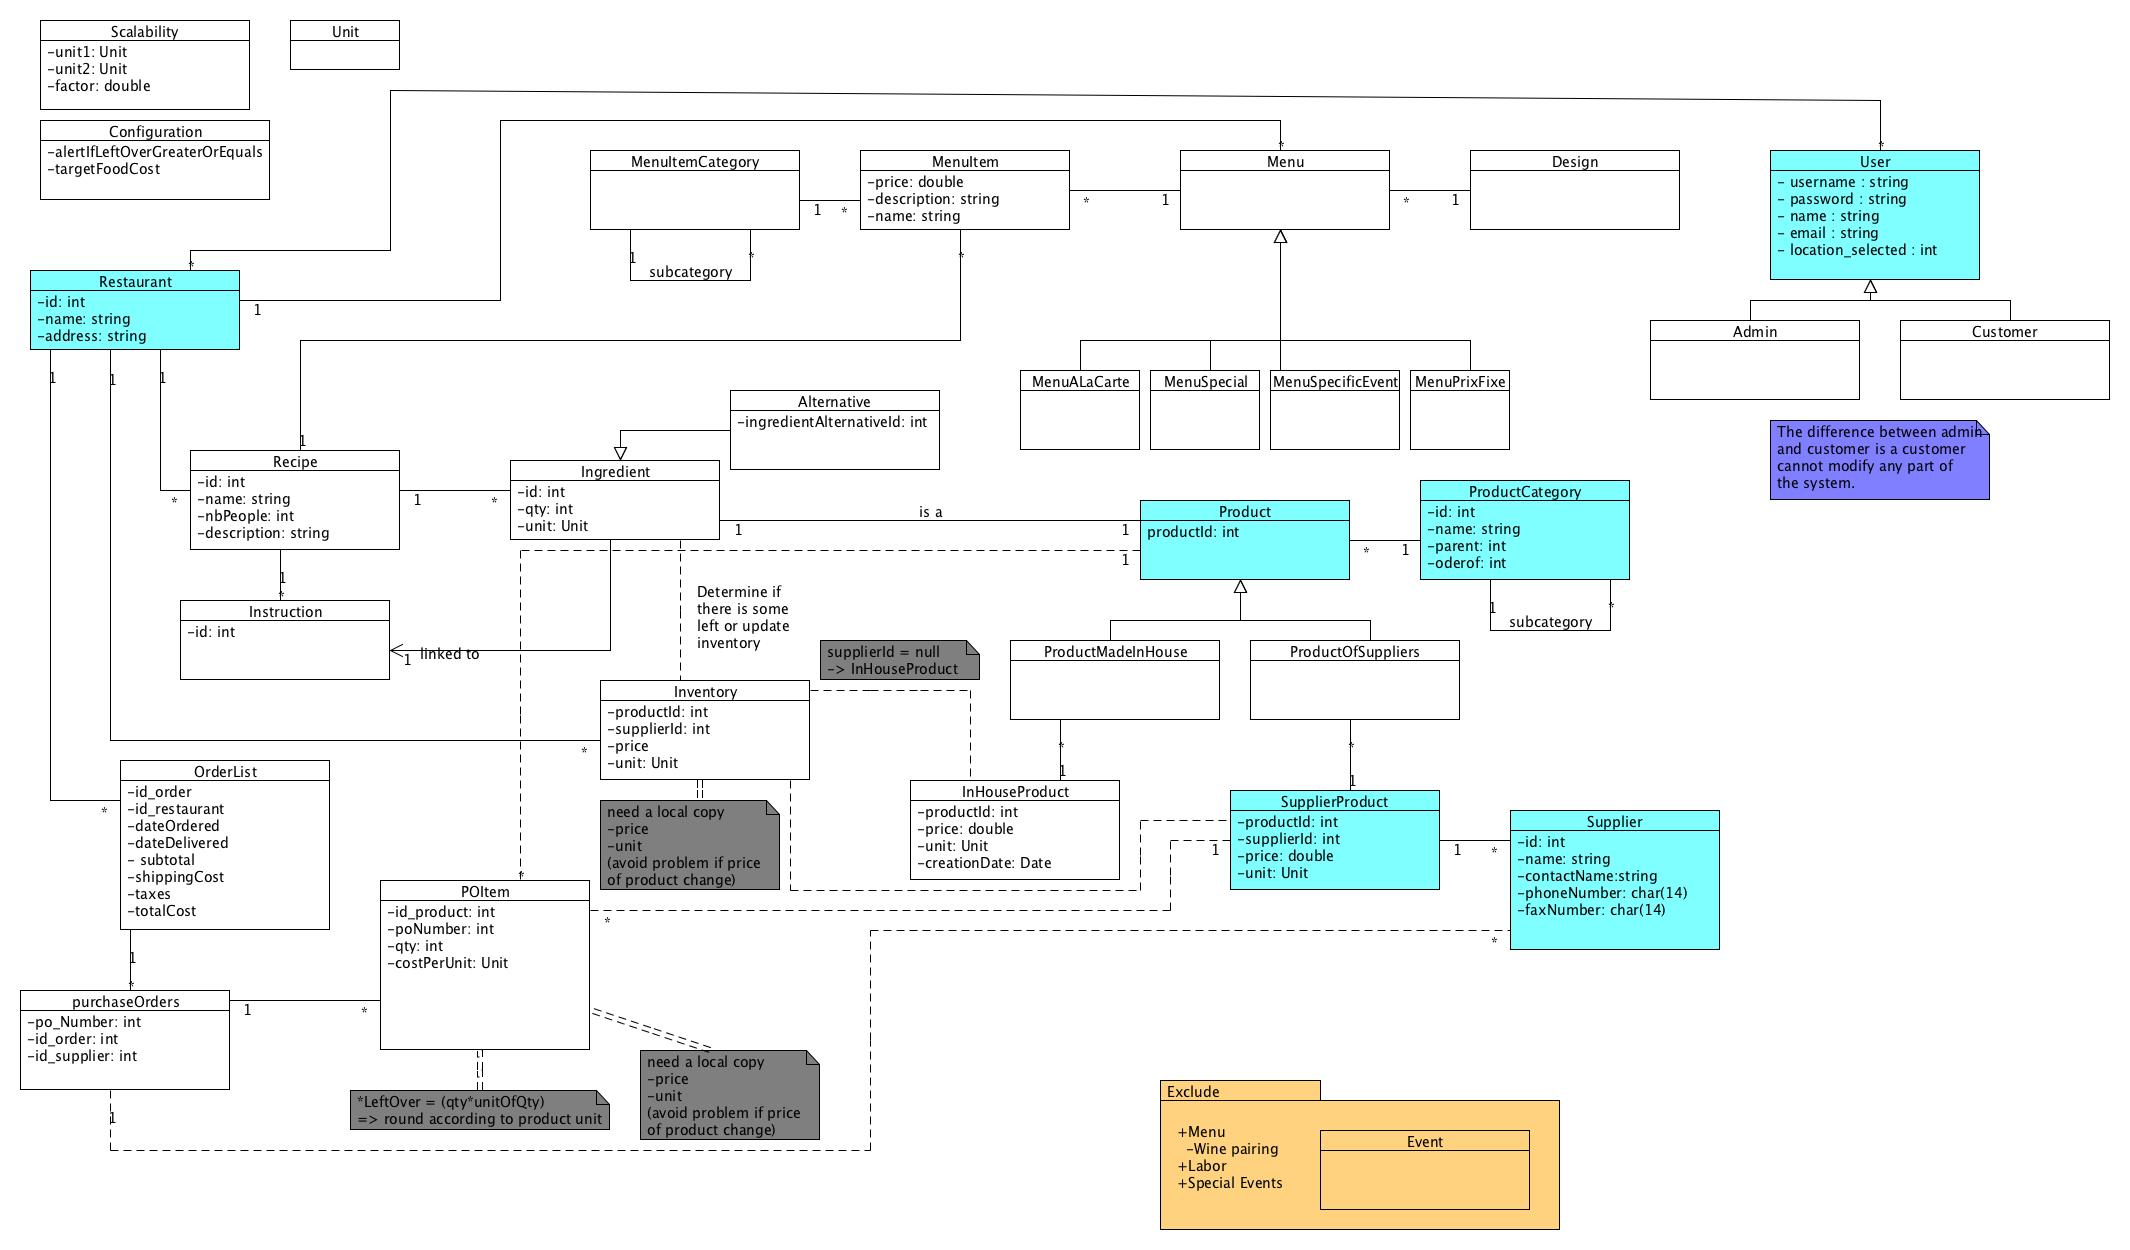 Scalability
-unit1: Unit
-unit2: Unit
-factor: double
Unit
Configuration
-alertIfLeftOverGreaterOrEquals
-targetFoodCost
MenuItemCategory
1
*
subcategory
1
*
MenuItem
-price: double
-description: string
-name: string
*
*
1
Menu
*
*
1
Design
User
*
- username : string
- password : string
- name : string
- email : string
- location_selected : int
Restaurant
*
-id: int
-name: string
-address: string
1
1
1
1
Admin
Customer
The difference between admin
and customer is a customer
cannot modify any part of
the system.
MenuALaCarte
MenuSpecial
MenuSpecificEvent
MenuPrixFixe
Alternative
-ingredientAlternativeId: int
1
Recipe
-id: int
-name: string
-nbPeople: int
-description: string
*
1
*
Ingredient
-id: int
-qty: int
-unit: Unit
is a
1
1
1
Product
productId: int
*
1
ProductCategory
-id: int
-name: string
-parent: int
-oderof: int
1
*
subcategory
1
*
Instruction
-id: int
1
linked to
Determine if
there is some
left or update
inventory
supplierId = null
-> InHouseProduct
ProductMadeInHouse
ProductOfSuppliers
*
1
*
1
Inventory
-productId: int
-supplierId: int
-price
-unit: Unit
*
need a local copy
-price
-unit
(avoid problem if price
of product change)
InHouseProduct
-productId: int
-price: double
-unit: Unit
-creationDate: Date
SupplierProduct
-productId: int
-supplierId: int
-price: double
-unit: Unit
1
1
*
Supplier
-id: int
-name: string
-contactName:string
-phoneNumber: char(14)
-faxNumber: char(14)
*
OrderList
-id_order
-id_restaurant
-dateOrdered
-dateDelivered
- subtotal
-shippingCost
-taxes
-totalCost
*
1
*
*
POItem
-id_product: int
-poNumber: int
-qty: int
-costPerUnit: Unit
*
purchaseOrders
-po_Number: int
-id_order: int
-id_supplier: int
1
*
1
*LeftOver = (qty*unitOfQty)
=> round according to product unit
need a local copy
-price
-unit
(avoid problem if price
of product change)
Exclude
+Menu
-Wine pairing
+Labor
+Special Events
Event